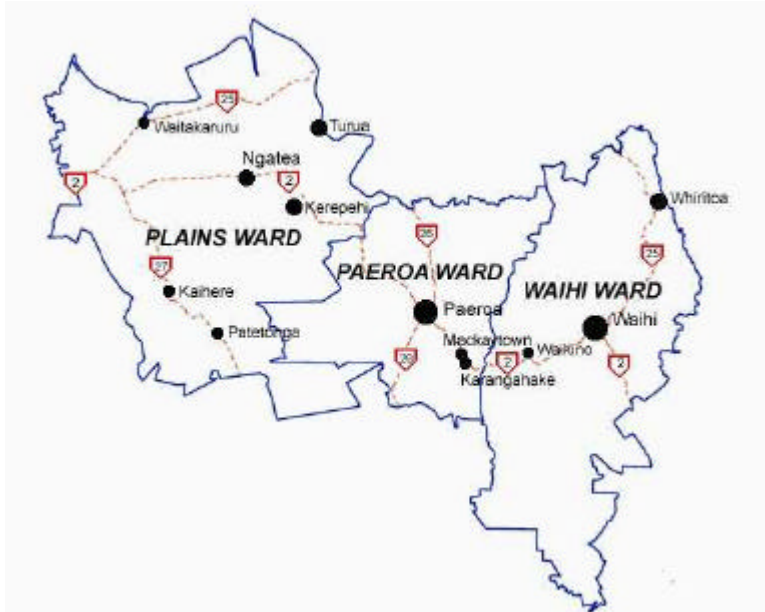 25
Waitakaruru
Turua
Ngatea
2
2
Kerepehi
Whiritoa
PLAINS WARD
26
25
PAEROA WARD
27
WAIHI WARD
Kaihere
Paeroa
Waihi
Patetonga
Mackaytown
Waikino
26
2
2
Karangahake